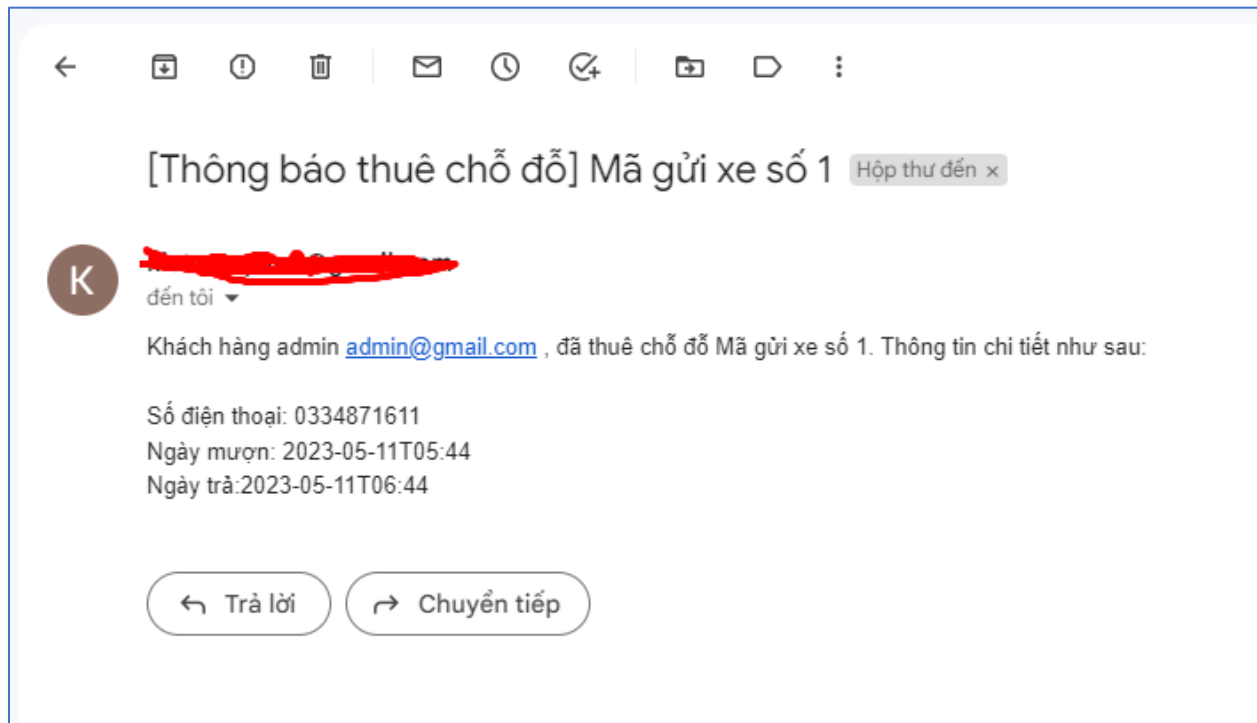 [Thông báo thuê chỗ đỗ] Mã gửi xe số 1 Hộp thư đến ×
K
đến tôi
Khách hàng admin admin@gmail.com , đã thuê chỗ đỗ Mã gửi xe số 1. Thông tin chi tiết như sau:
Số điện thoại: 0334871611
Ngày mượn: 2023-05-11T05:44
Ngày trả:2023-05-11T06:44
Trả lời
Chuyển tiếp